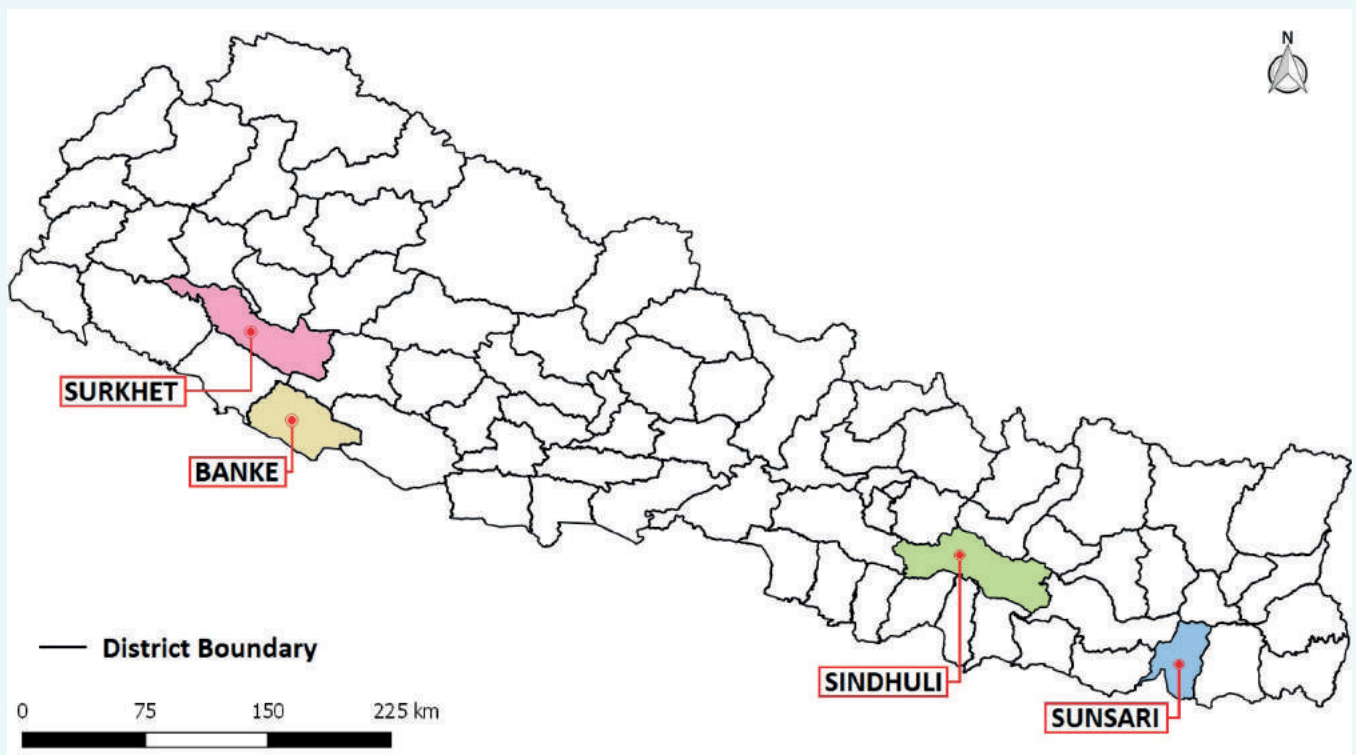 N
SURKHET
BANKE
District Boundary
SINDHULI
SUNSARI
0 75 150 225 km